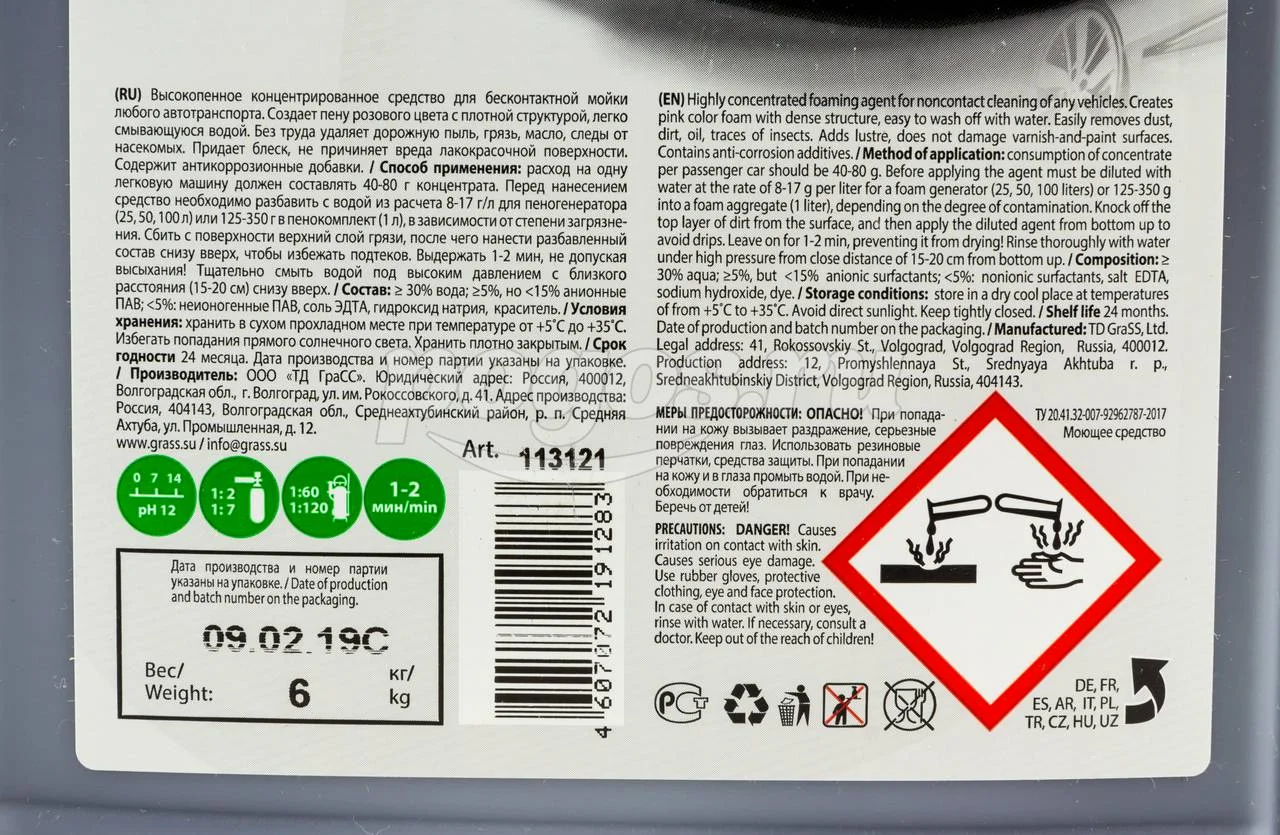 (RU) Высокопенное концентрированное средство для бесконтактной мойки
любого автотранспорта. Создает пену розового цвета с плотной структурой, легко
смывающуюся водой. Без труда удаляет дорожную пыль, грязь, масло, следы от
насекомых. Придает блеск, не причиняет вреда лакокрасочной поверхности.
Содержит антикоррозионные добавки. / Способ применения: расход на одну
легковую машину должен составлять 40-80 г концентрата. Перед нанесением
средство необходимо разбавить с водой из расчета 8-17 г/л для пеногенератора
(25, 50, 100 л) или 125-350 г в пенокомплект (1 л), в зависимости от степени загрязне-
ния. Сбить с поверхности верхний слой грязи, после чего нанести разбавленный
состав снизу вверх, чтобы избежать подтеков. Выдержать 1-2 мин, не допуская
высыхания! Тщательно смыть водой под высоким давлением с близкого
расстояния (15-20 см) снизу вверх. / Состав: ≥ 30% вода; ≥5%, но <15% анионные
ПАВ; <5%: неионогенные ПАВ, соль ЭДТА, гидроксид натрия, краситель. / Условия
хранения: хранить в сухом прохладном месте при температуре от +5˚С до +35˚С.
Избегать попадания прямого солнечного света. Хранить плотно закрытым. / Срок
годности 24 месяца. Дата производства и номер партии указаны на упаковке.
/ Производитель: ООО «ТД ГраСС». Юридический адрес: Россия, 400012,
Волгоградская обл., г. Волгоград, ул. им. Рокоссовского, д. 41. Адрес производства:
Россия, 404143, Волгоградская обл., Среднеахтубинский район, р. п. Средняя
Ахтуба, ул. Промышленная, д. 12.
www.grass.su / info@grass.su
(EN) Highly concentrated foaming agent for noncontact cleaning of any vehicles. Creates
pink color foam with dense structure, easy to wash off with water. Easily removes dust,
dirt, oil, traces of insects. Adds lustre, does not damage varnish-and-paint surfaces.
Contains anti-corrosion additives. / Method of application: consumption of concentrate
per passenger car should be 40-80 g. Before applying the agent must be diluted with
water at the rate of 8-17 g per liter for a foam generator (25, 50, 100 liters) or 125-350 g
into a foam aggregate (1 liter), depending on the degree of contamination. Knock off the
top layer of dirt from the surface, and then apply the diluted agent from bottom up to
avoid drips. Leave on for 1-2 min, preventing it from drying! Rinse thoroughly with water
under high pressure from close distance of 15-20 cm from bottom up. / Composition: ≥
30% aqua; ≥5%, but <15% anionic surfactants; <5%: nonionic surfactants, salt EDTA,
sodium hydroxide, dye. / Storage conditions: store in a dry cool place at temperatures
of from +5˚C to +35˚C. Avoid direct sunlight. Keep tightly closed. / Shelf life 24 months.
Date of production and batch number on the packaging. / Manufactured: TD GraSS, Ltd.
Legal address: 41, Rokossovskiy St., Volgograd, Volgograd Region, Russia, 400012.
Production address: 12, Promyshlennaya St., Srednyaya Akhtuba r. p.,
Sredneakhtubinskiy District, Volgograd Region, Russia, 404143.
pegas.ru
МЕРЫ ПРЕДОСТОРОЖНОСТИ: ОПАСНО! При попада-
нии на кожу вызывает раздражение, серьезные
повреждения глаз. Использовать резиновые
перчатки, средства защиты. При попадании
на кожу и в глаза промыть водой. При не-
обходимости обратиться к врачу.
Беречь от детей!
ТУ 20.41.32-007-92962787-2017
Моющее средство
PRECAUTIONS: DANGER! Causes
irritation on contact with skin.
Causes serious eye damage.
Use rubber gloves, protective
clothing, eye and face protection.
In case of contact with skin or eyes,
rinse with water. If necessary, consult a
doctor. Keep out of the reach of children!
Art. 113121
0 7 14
pH 12
1: 2
1: 7
1:60
1:120
1-2
мин/min
Дата производства и номер партии
указаны на упаковке. / Date of production
and batch number on the packaging.
09.02.19C
Вес/
Weight: 6 кг/
kg
4 607072 191283
РСТ
DE, FR,
ES, AR, IT, PL,
TR, CZ, HU, UZ